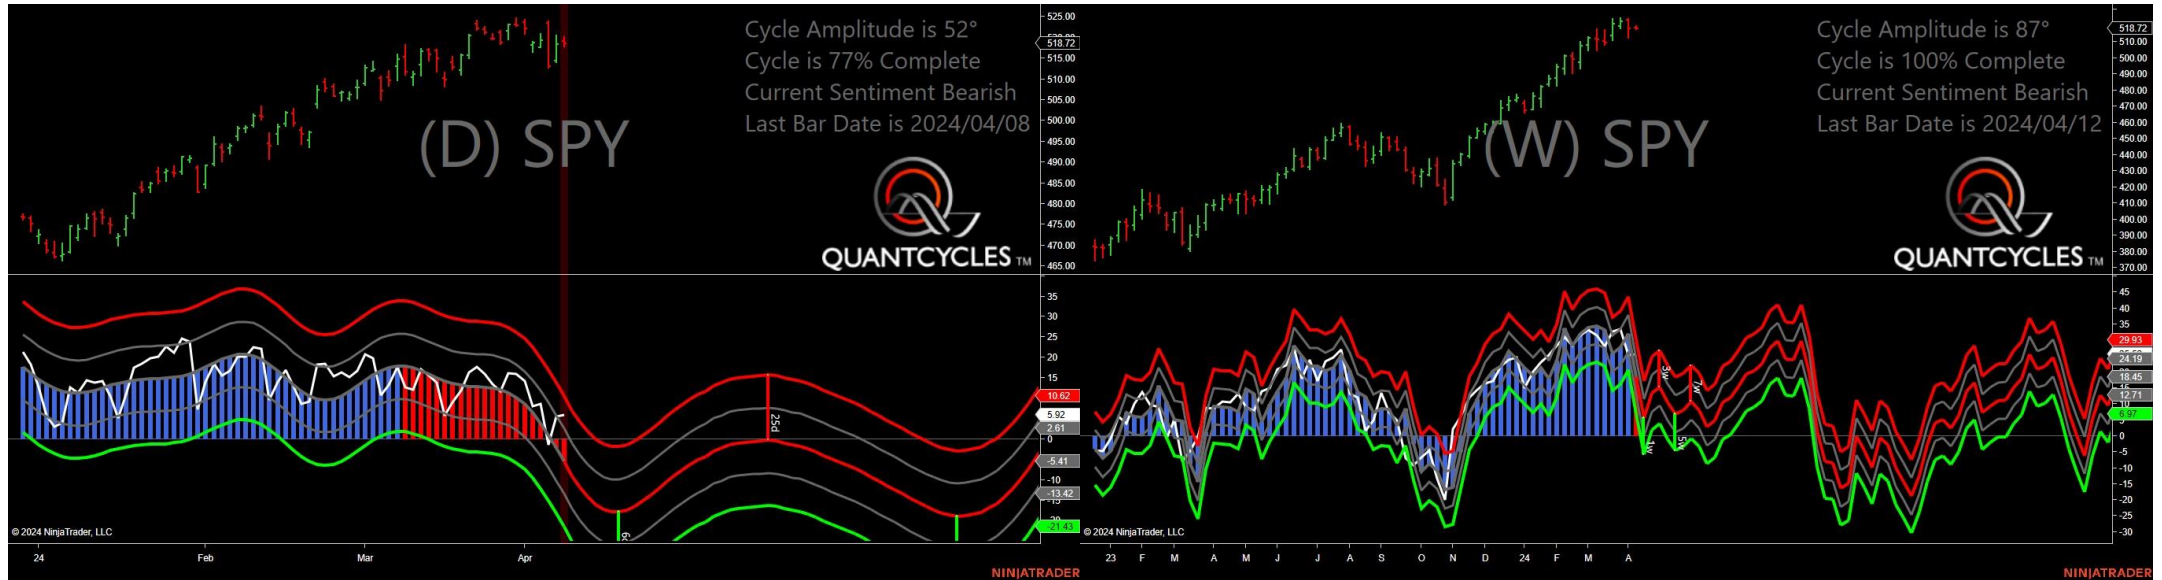 Cycle Amplitude is 52°
Cycle is 77% Complete
Current Sentiment Bearish
Last Bar Date is 2024/04/08
(D) SPY
QUANTCYCLES TM
525.00
518.72
515.00
510.00
505.00
500.00
495.00
490.00
485.00
480.00
475.00
470.00
465.00
35
30
25
20
15
10.62
5.92
2.61
0
-5.41
-10
-13.42
-21.43
25d
© 2024 NinjaTrader, LLC
24 Feb Mar Apr
NINJATRADER
Cycle Amplitude is 87°
Cycle is 100% Complete
Current Sentiment Bearish
Last Bar Date is 2024/04/12
(W) SPY
QUANTCYCLES TM
518.72
510.00
500.00
490.00
480.00
470.00
460.00
450.00
440.00
430.00
420.00
410.00
400.00
390.00
380.00
370.00
45
40
35
29.93
24.19
18.45
12.71
6.97
0
-5
-10
-15
-20
-25
-30
3w
7w
1w
© 2024 NinjaTrader, LLC
23 F M A M J J A S O N D 24 F M A
NINJATRADER